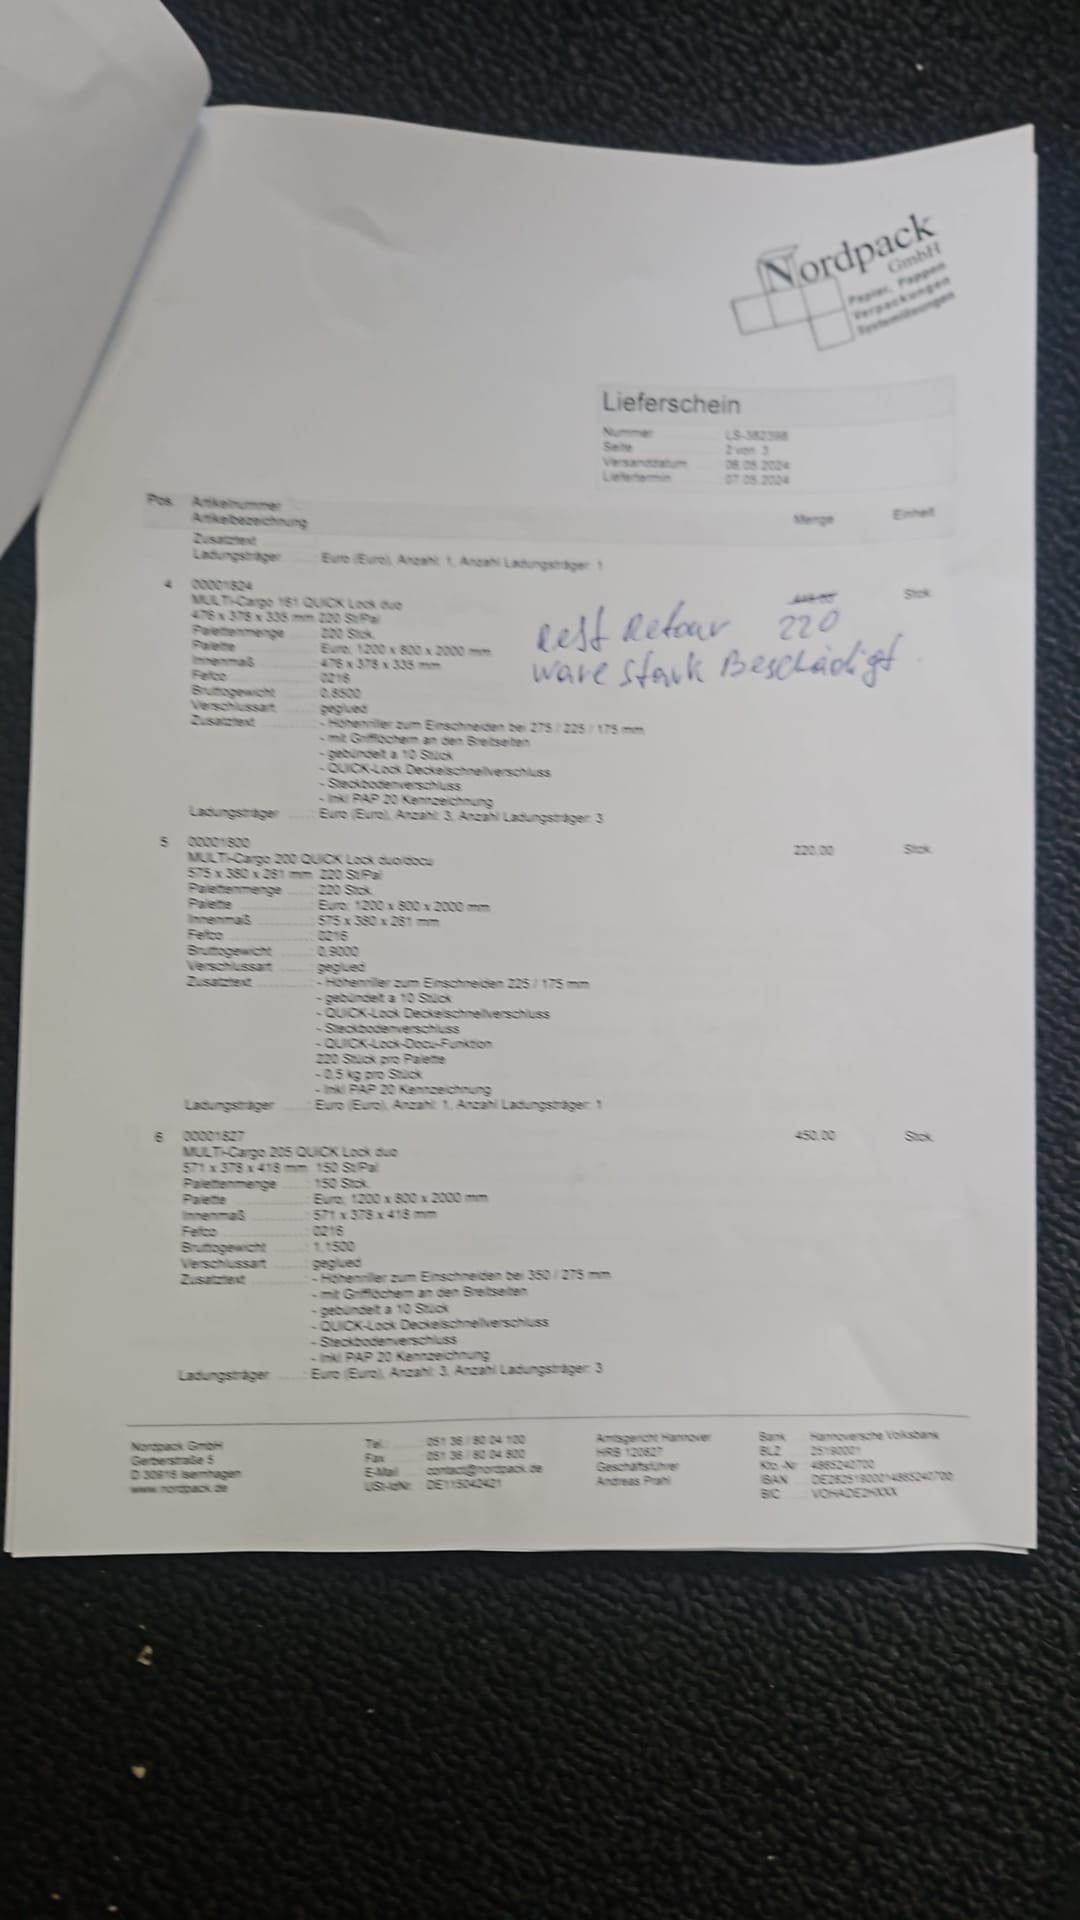 Nordpack
GmbH
Papier, Pappen
Verpackungen
Systemlösungen
Lieferschein
Nummer LS-382398
Seite 2 von 3
Versanddatum 06.05.2024
Liefertermin 07.05.2024
Pos. Artikelnummer
Artikelbezeichnung Menge Einheit
Zusatztext
Ladungsträger : Euro (Euro), Anzahl: 1, Anzahl Ladungsträger: 1
4 00001824 Stck.
MULTI-Cargo 161 QUICK Lock duo
476 x 378 x 335 mm 220 St/Pal
Rest Retour 220
Palettenmenge : 220 Stck.
Palette : Euro; 1200 x 800 x 2000 mm
Ware stark Beschädigt
Innenmaß : 476 x 378 x 335 mm
Fefco : 0216
Bruttogewicht : 0,8500
Verschlussart : geglued
Zusatztext : - Höhenriller zum Einschneiden bei 275 / 225 / 175 mm
- mit Grifflöchern an den Breitseiten
- gebündelt a 10 Stück
- QUICK-Lock Deckelschnellverschluss
- Steckbodenverschluss
- Inkl PAP 20 Kennzeichnung
Ladungsträger : Euro (Euro), Anzahl: 3, Anzahl Ladungsträger: 3
5 00001800 220,00 Stck.
MULTI-Cargo 200 QUICK Lock duo/docu
575 x 380 x 261 mm 220 St/Pal
Palettenmenge : 220 Stck.
Palette : Euro; 1200 x 800 x 2000 mm
Innenmaß : 575 x 380 x 261 mm
Fefco : 0216
Bruttogewicht : 0,9000
Verschlussart : geglued
Zusatztext : - Höhenriller zum Einschneiden 225 / 175 mm
- gebündelt a 10 Stück
- QUICK-Lock Deckelschnellverschluss
- Steckbodenverschluss
- QUICK-Lock-Docu-Funktion
220 Stück pro Palette
- 0,5 kg pro Stück
- Inkl PAP 20 Kennzeichnung
Ladungsträger : Euro (Euro), Anzahl: 1, Anzahl Ladungsträger: 1
6 00001827 450,00 Stck.
MULTI-Cargo 205 QUICK Lock duo
571 x 378 x 418 mm 150 St/Pal
Palettenmenge : 150 Stck.
Palette : Euro; 1200 x 800 x 2000 mm
Innenmaß : 571 x 378 x 418 mm
Fefco : 0216
Bruttogewicht : 1,1500
Verschlussart : geglued
Zusatztext : - Höhenriller zum Einschneiden bei 350 / 275 mm
- mit Grifflöchern an den Breitseiten
- gebündelt a 10 Stück
- QUICK-Lock Deckelschnellverschluss
- Steckbodenverschluss
- Inkl PAP 20 Kennzeichnung
Ladungsträger : Euro (Euro), Anzahl: 3, Anzahl Ladungsträger: 3
Nordpack GmbH
Gerberstraße 5
D 30916 Isernhagen
www.nordpack.de
Tel. 051 36 / 80 04 100
Fax 051 36 / 80 04 800
E-Mail contact@nordpack.de
USt-IdNr. DE115042421
Amtsgericht Hannover
HRB 120827
Geschäftsführer
Andreas Prahl
Bank Hannoversche Volksbank
BLZ 25190001
Kto.-Nr 4865240700
IBAN DE28251900014865240700
BIC VOHADE2HXXX